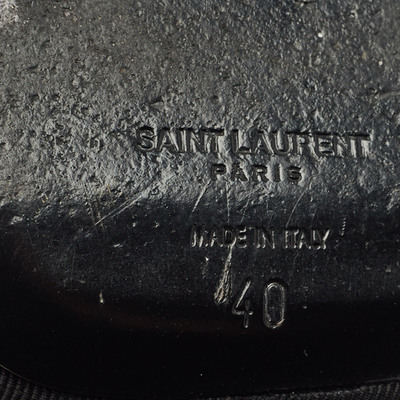 SAINT LAURENT
PARIS
MADE IN ITALY
40